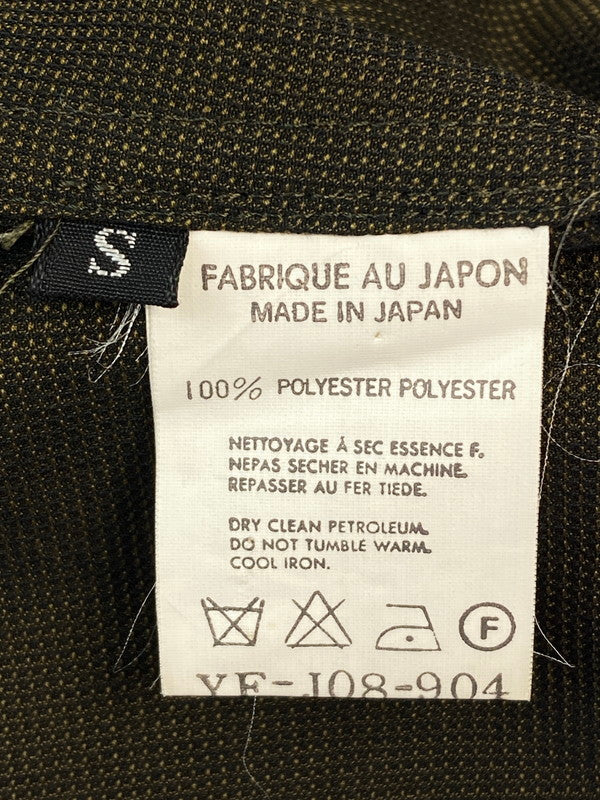 S
FABRIQUE AU JAPON
MADE IN JAPAN
100% POLYESTER POLYESTER
NETTOYAGE À SEC ESSENCE F.
NEPAS SECHER EN MACHINE.
REPASSER AU FER TIEDE.
DRY CLEAN PETROLEUM.
DO NOT TUMBLE WARM.
COOL IRON.
F
YE-J08-904